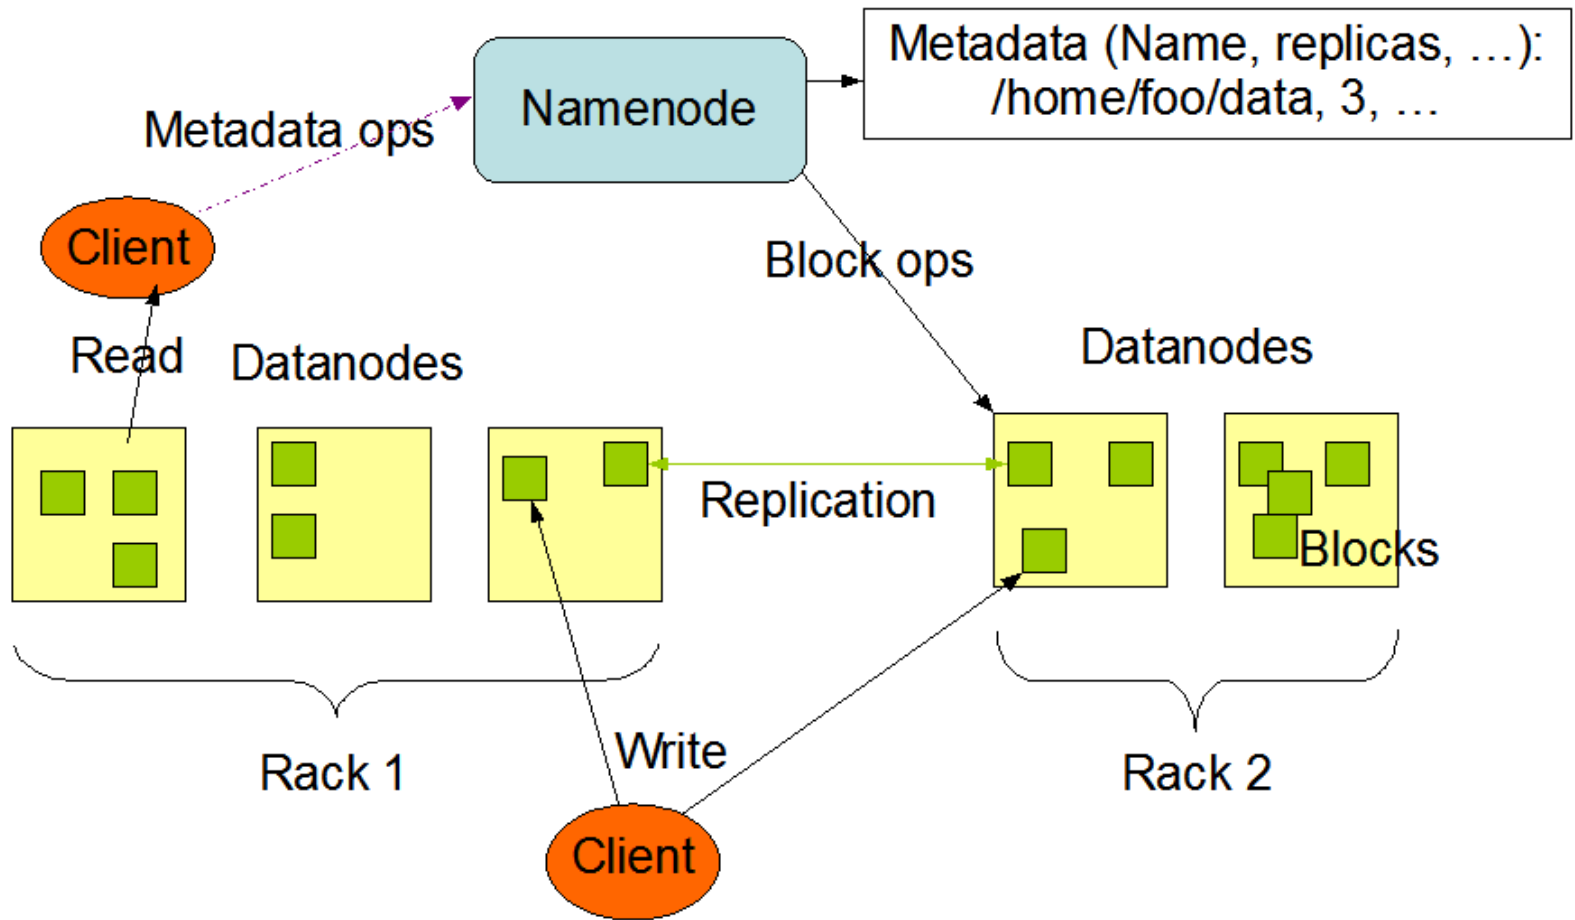 Metadata (Name, replicas, …):
/home/foo/data, 3, …
Namenode
Metadata ops
Client
Block ops
Read
Datanodes
Datanodes
Replication
Blocks
Rack 1
Write
Rack 2
Client